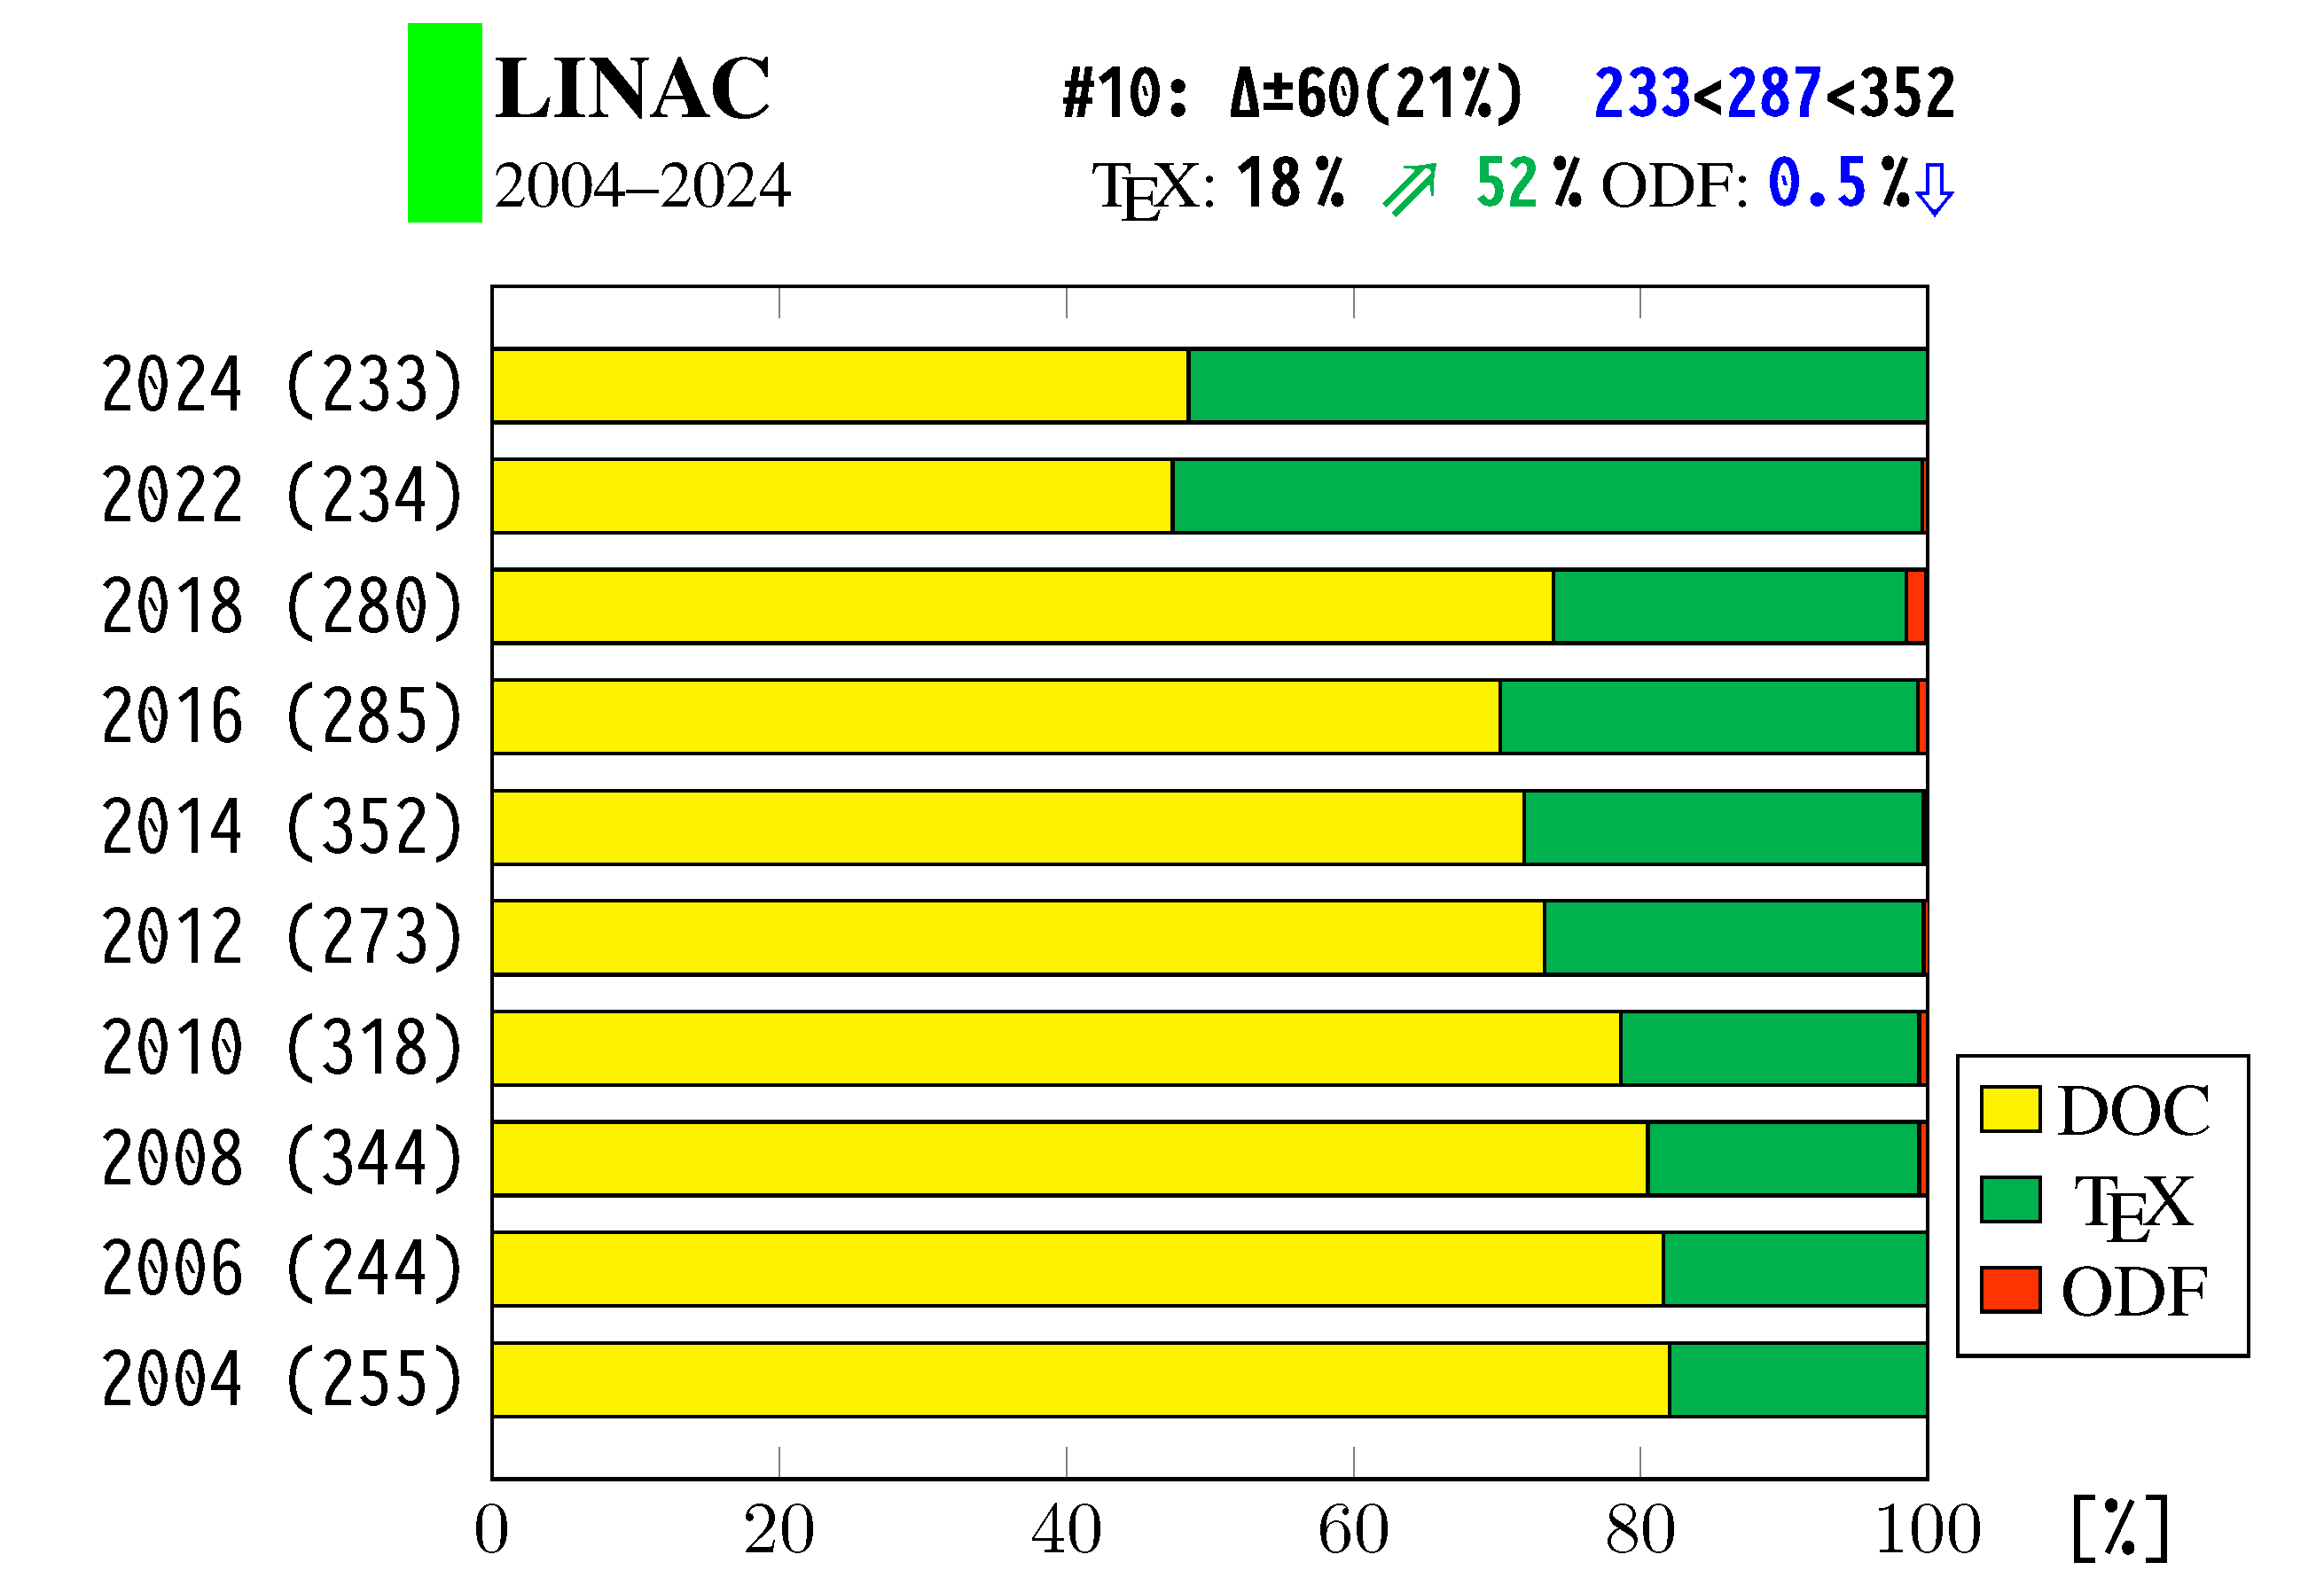 LINAC
#10: Δ±60(21%) 233<287<352
2004–2024
TEX: 18% ⇗ 52% ODF: 0.5%⇩
2024 (233)
2022 (234)
2018 (280)
2016 (285)
2014 (352)
2012 (273)
2010 (318)
2008 (344)
2006 (244)
2004 (255)
DOC
TEX
ODF
0 20 40 60 80 100 [%]